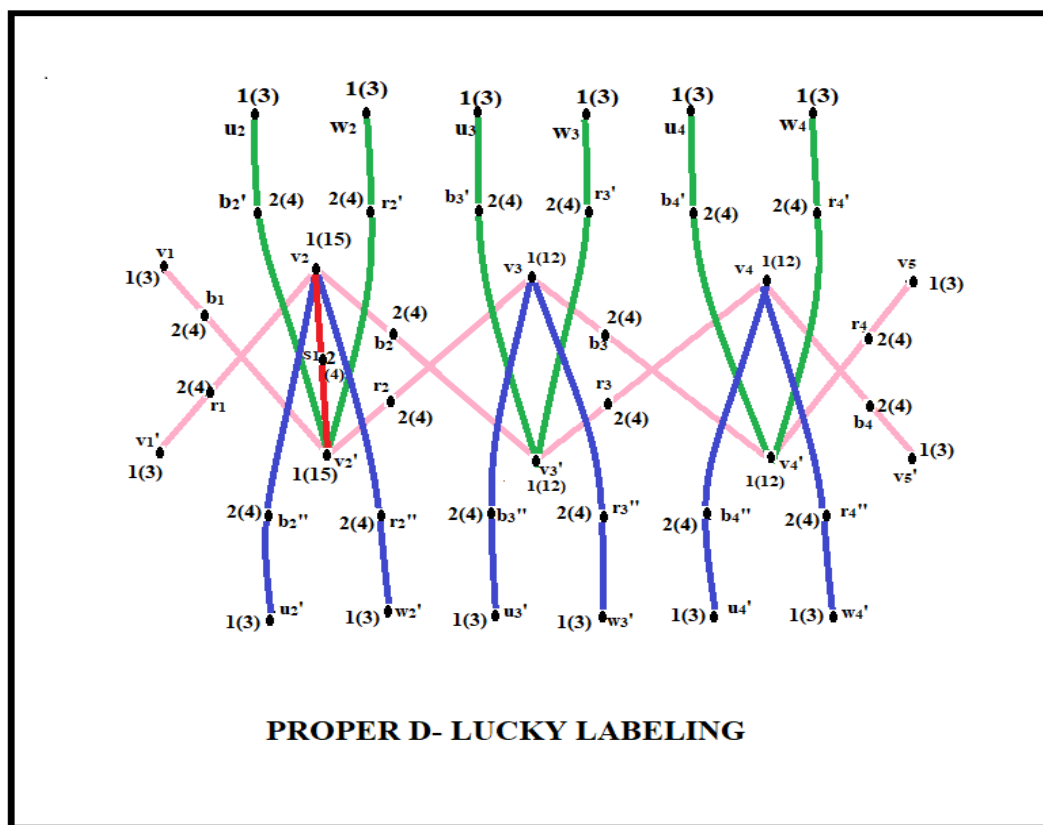 1(3) 1(3) 1(3) 1(3) 1(3) 1(3)
u2 w2 u3 w3 u4 w4
b2' 2(4) 2(4) r2' b3' 2(4) 2(4) r3' b4' 2(4) 2(4) r4'
1(15)
v1 v2 v3 1(12) v4 1(12) v5
1(3) 1(3)
b1 2(4) 2(4) r4
2(4) b2 b3 2(4)
s1 2
(4)
2(4) r2 r3 2(4)
r1 2(4) 2(4) b4
v1' 1(3)
1(3) 1(15) v2' v3' 1(12) v4' v5'
1(12)
2(4) b2'' 2(4) r2'' 2(4) b3'' 2(4) r3'' 2(4) b4'' 2(4) r4''
1(3) u2' 1(3) w2' 1(3) u3' 1(3) w3' 1(3) u4' 1(3) w4'
PROPER D- LUCKY LABELING